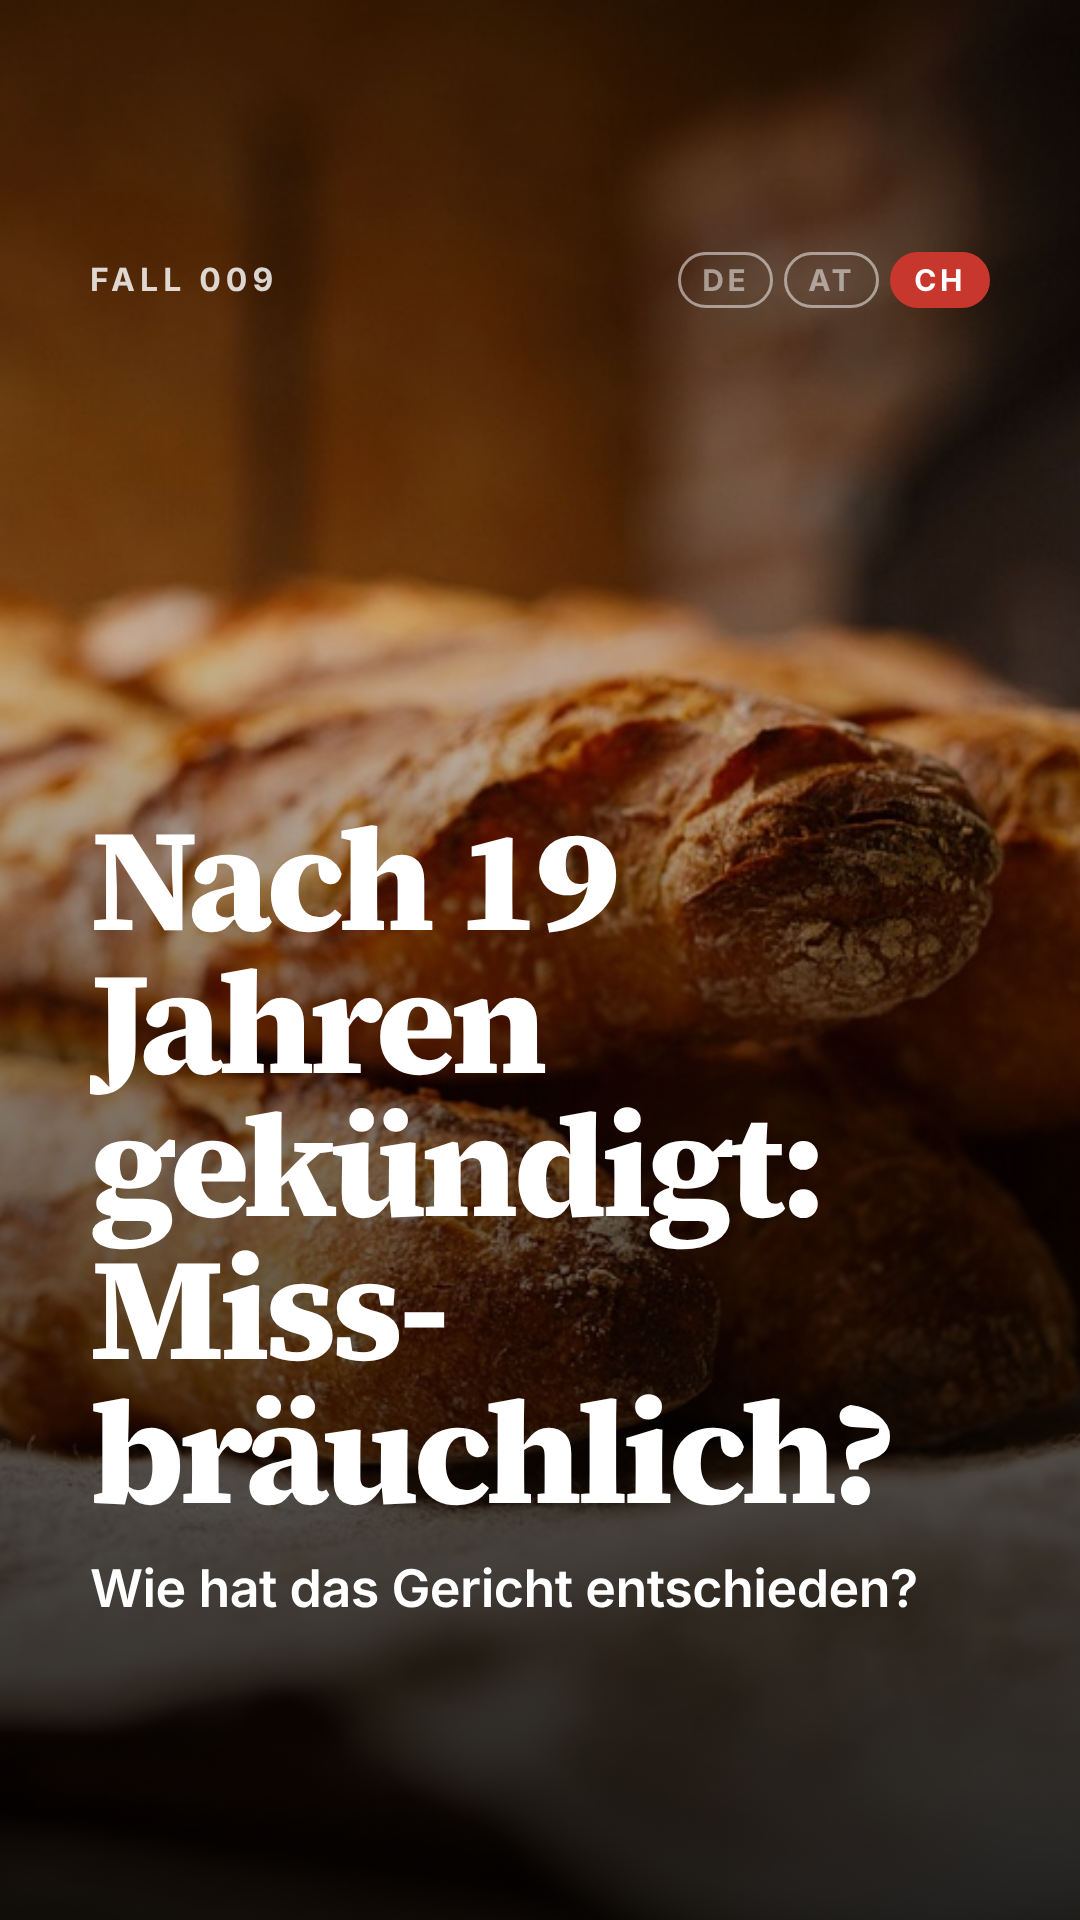 FALL 009
DE AT CH
Nach 19
Jahren
gekündigt:
Miss-
bräuchlich?
Wie hat das Gericht entschieden?